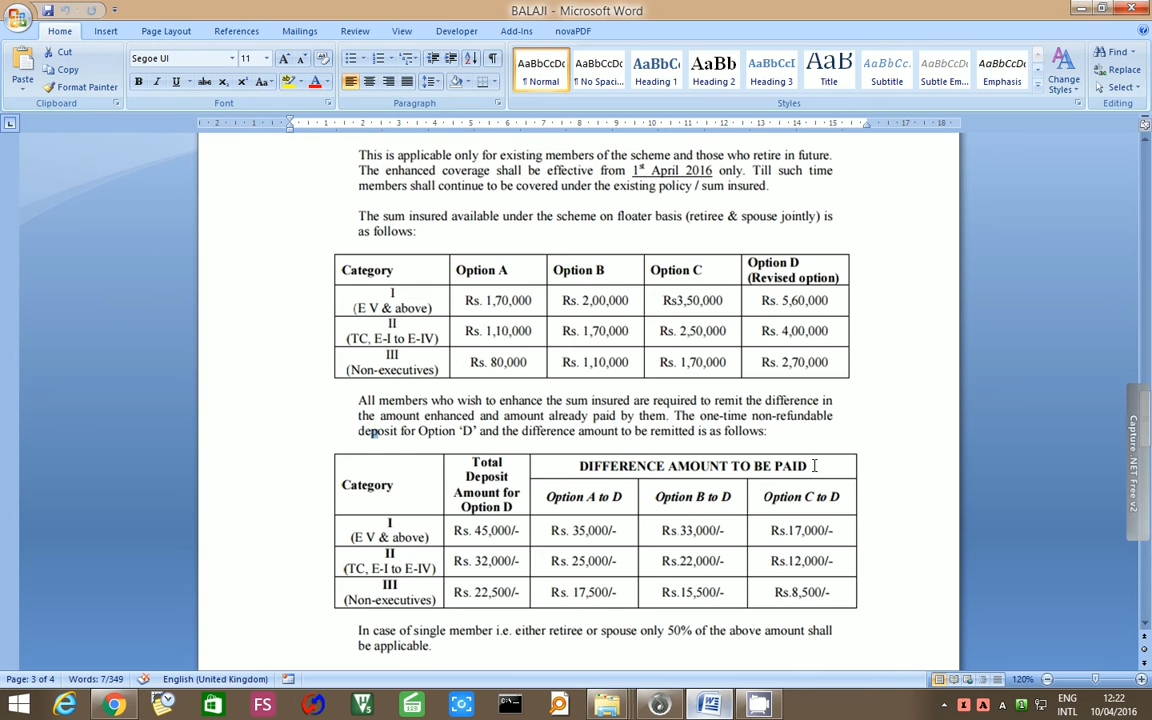 BALAJI - Microsoft Word
Home Insert Page Layout References Mailings Review View Developer Add-Ins novaPDF
Paste
Cut
Copy
Format Painter
Clipboard
Segoe UI 11
Font
Paragraph
AaBbCcDc AaBbCcDc AaBbC AaBb AaBbCcI AaB AaBbCc. AaBbCcDc AaBbCcDc
¶ Normal ¶ No Spaci... Heading 1 Heading 2 Heading 3 Title Subtitle Subtle Em... Emphasis
Change Styles
Styles
Find
Replace
Select
Editing
This is applicable only for existing members of the scheme and those who retire in future.
The enhanced coverage shall be effective from 1st April 2016 only. Till such time
members shall continue to be covered under the existing policy / sum insured.
The sum insured available under the scheme on floater basis (retiree & spouse jointly) is
as follows:
Category Option A Option B Option C Option D
(Revised option)
I
(E V & above) Rs. 1,70,000 Rs. 2,00,000 Rs3,50,000 Rs. 5,60,000
II
(TC, E-I to E-IV) Rs. 1,10,000 Rs. 1,70,000 Rs. 2,50,000 Rs. 4,00,000
III
(Non-executives) Rs. 80,000 Rs. 1,10,000 Rs. 1,70,000 Rs. 2,70,000
All members who wish to enhance the sum insured are required to remit the difference in
the amount enhanced and amount already paid by them. The one-time non-refundable
deposit for Option ‘D’ and the difference amount to be remitted is as follows:
Category
Total
Deposit
Amount for
Option D
DIFFERENCE AMOUNT TO BE PAID
Option A to D Option B to D Option C to D
I
(E V & above) Rs. 45,000/- Rs. 35,000/- Rs.33,000/- Rs.17,000/-
II
(TC, E-I to E-IV) Rs. 32,000/- Rs. 25,000/- Rs.22,000/- Rs.12,000/-
III
(Non-executives) Rs. 22,500/- Rs. 17,500/- Rs.15,500/- Rs.8,500/-
In case of single member i.e. either retiree or spouse only 50% of the above amount shall
be applicable.
Capture .NET Free v2
Page: 3 of 4 Words: 7/349 English (United Kingdom) 120%
FS
ENG
INTL
12:22
10/04/2016